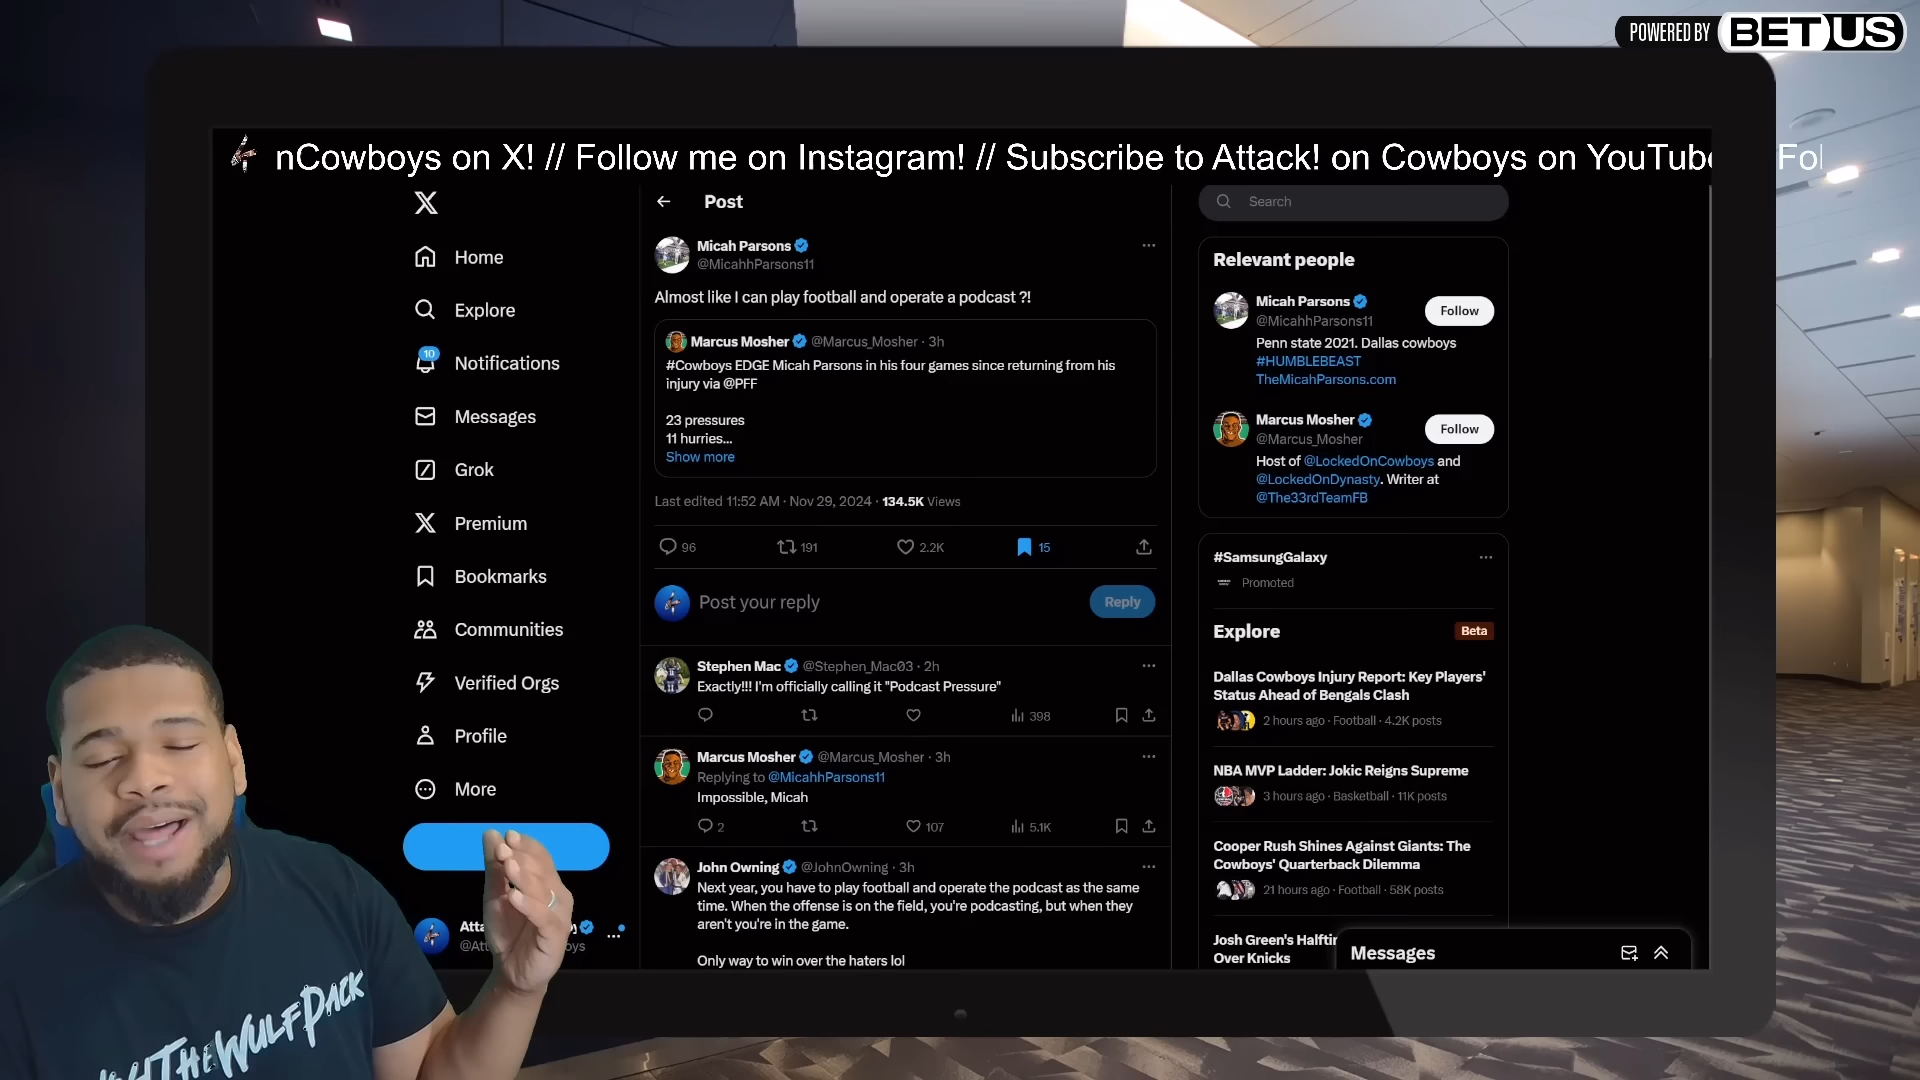 POWERED BY BETUS
nCowboys on X! // Follow me on Instagram! // Subscribe to Attack! on Cowboys on YouTube Fol
Home
Explore
10
Notifications
Messages
Grok
Premium
Bookmarks
Communities
Verified Orgs
Profile
More
Post
Micah Parsons
@MicahhParsons11
Almost like I can play football and operate a podcast ?!
Marcus Mosher @Marcus_Mosher · 3h
#Cowboys EDGE Micah Parsons in his four games since returning from his
injury via @PFF
23 pressures
11 hurries...
Show more
Last edited 11:52 AM · Nov 29, 2024 · 134.5K Views
96 191 2.2K 15
Post your reply
Reply
Stephen Mac @Stephen_Mac03 · 2h
Exactly!!! I'm officially calling it "Podcast Pressure"
398
Marcus Mosher @Marcus_Mosher · 3h
Replying to @MicahhParsons11
Impossible, Micah
2 107 5.1K
John Owning @JohnOwning · 3h
Next year, you have to play football and operate the podcast as the same
time. When the offense is on the field, you're podcasting, but when they
aren't you're in the game.
Only way to win over the haters lol
Search
Relevant people
Micah Parsons
@MicahhParsons11
Follow
Penn state 2021. Dallas cowboys
#HUMBLEBEAST
TheMicahParsons.com
Marcus Mosher
@Marcus_Mosher
Follow
Host of @LockedOnCowboys and
@LockedOnDynasty. Writer at
@The33rdTeamFB
#SamsungGalaxy
Promoted
Explore
Beta
Dallas Cowboys Injury Report: Key Players'
Status Ahead of Bengals Clash
2 hours ago · Football · 4.2K posts
NBA MVP Ladder: Jokic Reigns Supreme
3 hours ago · Basketball · 11K posts
Cooper Rush Shines Against Giants: The
Cowboys' Quarterback Dilemma
21 hours ago · Football · 58K posts
Josh Green's Halftin
Over Knicks
Messages
Atta
@Att oys
THEWULFPACK